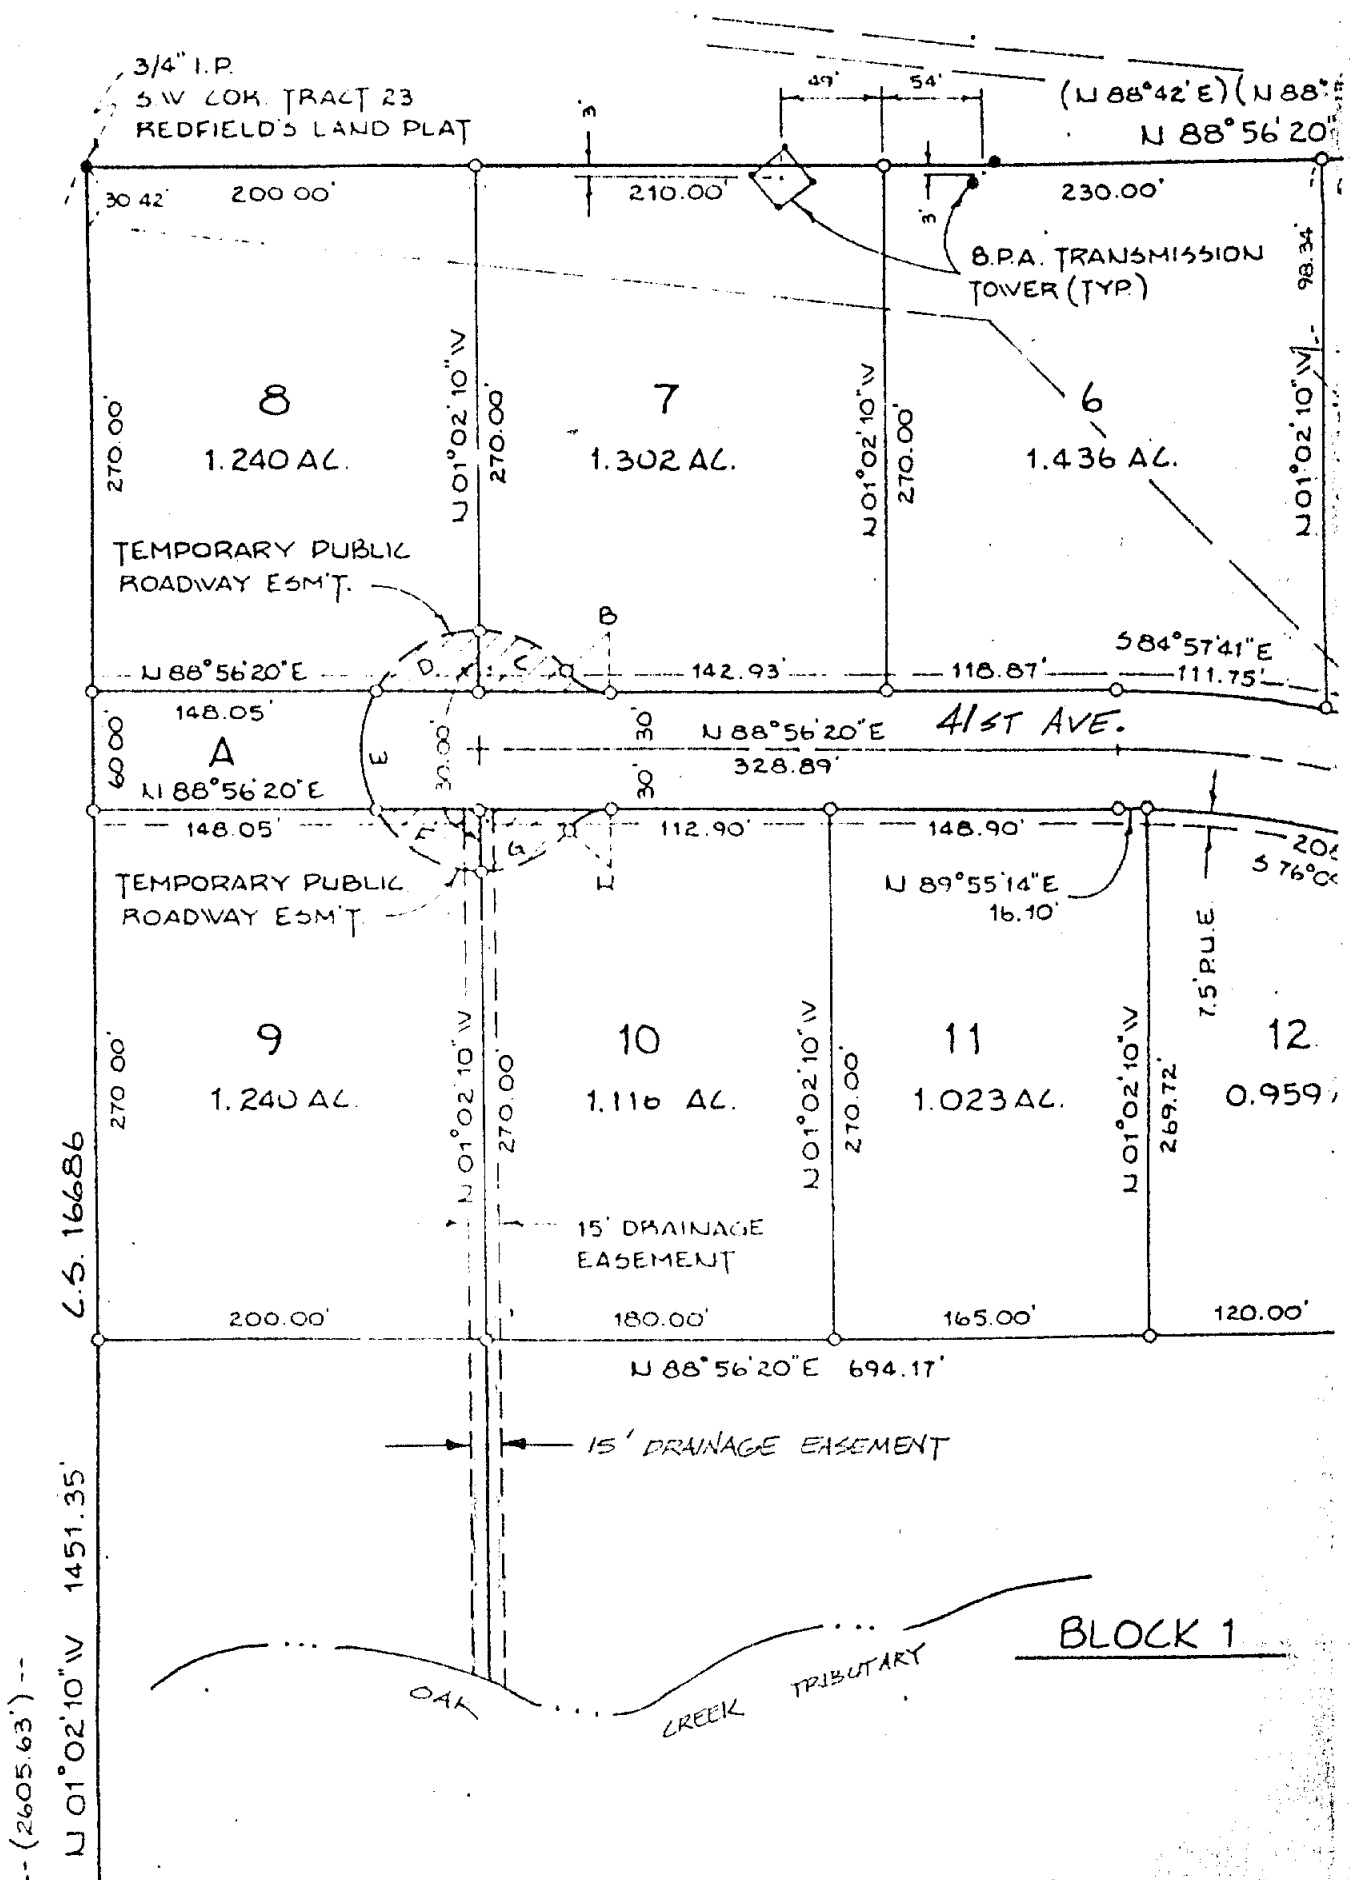 3/4" I.P.
S.W COR. TRACT 23
REDFIELD'S LAND PLAT
49'
54'
(N 88°42'E)(N 88°
N 88°56'20"
3'
30.42'
200.00'
210.00'
3'
230.00'
B.P.A. TRANSMISSION
TOWER (TYP.)
98.34'
N 01°02'10"W
270.00'
8
1.240 AC.
N 01°02'10"W
270.00'
7
1.302 AC.
N 01°02'10"W
270.00'
6
1.436 AC.
TEMPORARY PUBLIC
ROADWAY ESM'T.
B
D
C
S 84°57'41"E
N 88°56'20"E
142.93'
118.87'
111.75'
148.05'
60.00'
A
E
30.00'
30'
N 88°56'20"E
41ST AVE.
328.89'
30'
N 88°56'20"E
148.05'
F
G
H
112.90'
148.90'
N 89°55'14"E
16.10'
S 76°0
TEMPORARY PUBLIC
ROADWAY ESM'T.
7.5' P.U.E.
270.00'
9
1.240 AC.
N 01°02'10"W
270.00'
10
1.116 AC.
N 01°02'10"W
270.00'
11
1.023 AC.
N 01°02'10"W
269.72'
12
0.959
15' DRAINAGE
EASEMENT
C.S. 16686
200.00'
180.00'
165.00'
120.00'
N 88°56'20"E 694.17'
15' DRAINAGE EASEMENT
N 01°02'10"W 1451.35'
-- (2605.63') --
OAK CREEK TRIBUTARY
BLOCK 1